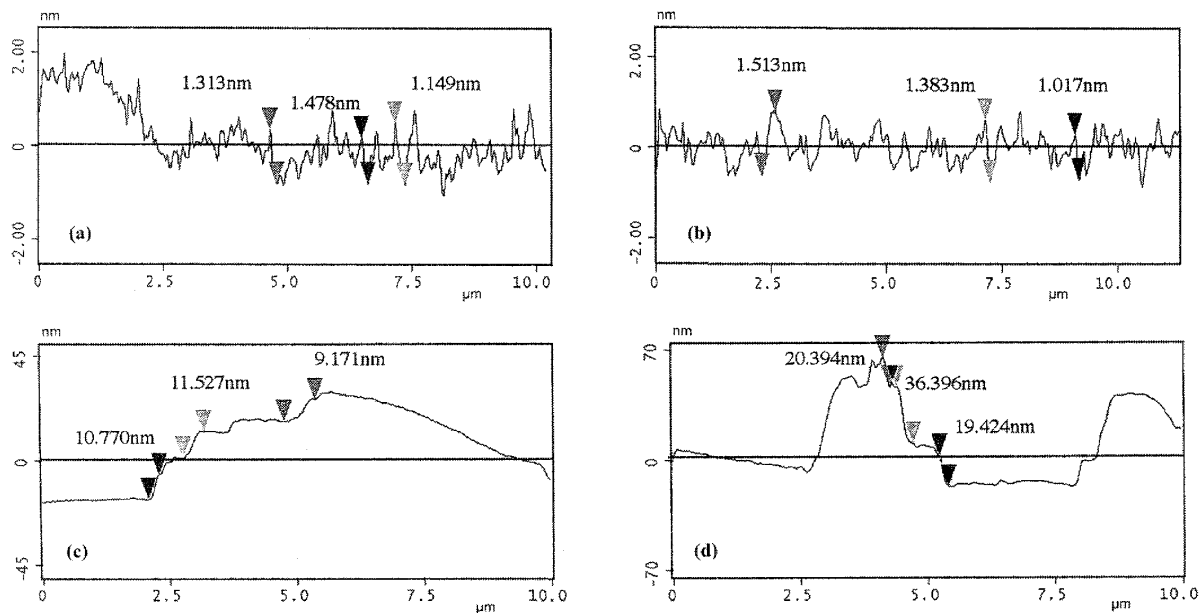 nm
2.00
0
-2.00
1.313nm
1.478nm
1.149nm
(a)
0
2.5
5.0
7.5
10.0
µm
nm
2.00
0
-2.00
1.513nm
1.383nm
1.017nm
(b)
0
2.5
5.0
7.5
10.0
µm
nm
45
0
-45
9.171nm
11.527nm
10.770nm
(c)
0
2.5
5.0
7.5
10.0
µm
nm
70
0
-70
20.394nm
36.396nm
19.424nm
(d)
0
2.5
5.0
7.5
10.0
µm